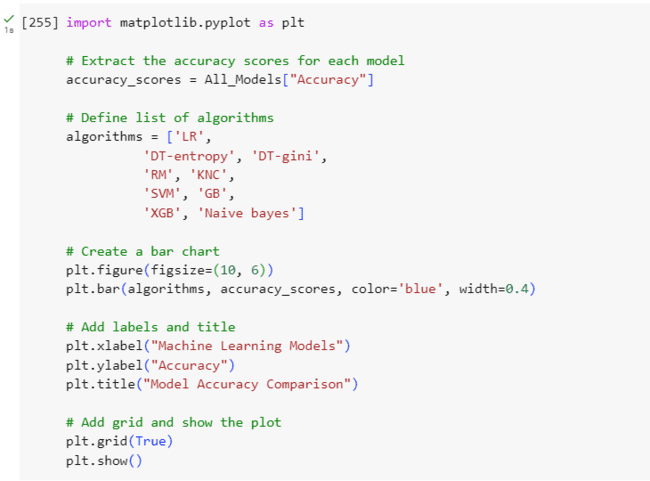 [255] import matplotlib.pyplot as plt
# Extract the accuracy scores for each model
accuracy_scores = All_Models["Accuracy"]
# Define list of algorithms
algorithms = ['LR',
'DT-entropy', 'DT-gini',
'RM', 'KNC',
'SVM', 'GB',
'XGB', 'Naive bayes']
# Create a bar chart
plt.figure(figsize=(10, 6))
plt.bar(algorithms, accuracy_scores, color='blue', width=0.4)
# Add labels and title
plt.xlabel("Machine Learning Models")
plt.ylabel("Accuracy")
plt.title("Model Accuracy Comparison")
# Add grid and show the plot
plt.grid(True)
plt.show()
1s